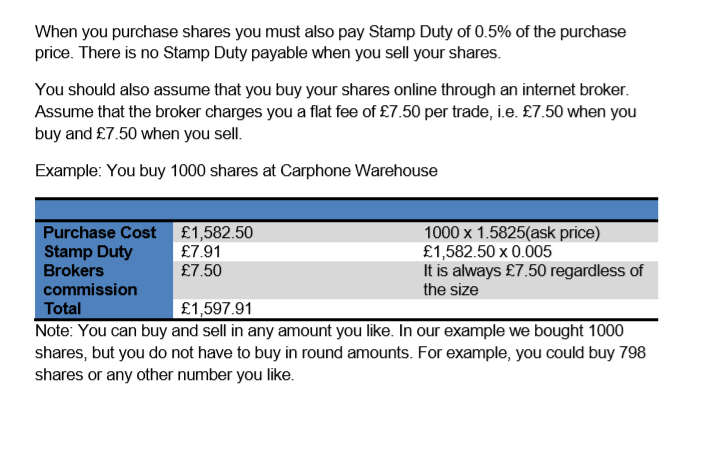 When you purchase shares you must also pay Stamp Duty of 0.5% of the purchase
price. There is no Stamp Duty payable when you sell your shares.
You should also assume that you buy your shares online through an internet broker.
Assume that the broker charges you a flat fee of £7.50 per trade, i.e. £7.50 when you
buy and £7.50 when you sell.
Example: You buy 1000 shares at Carphone Warehouse
Purchase Cost £1,582.50 1000 x 1.5825(ask price)
Stamp Duty £7.91 £1,582.50 x 0.005
Brokers £7.50 It is always £7.50 regardless of
commission the size
Total £1,597.91
Note: You can buy and sell in any amount you like. In our example we bought 1000
shares, but you do not have to buy in round amounts. For example, you could buy 798
shares or any other number you like.